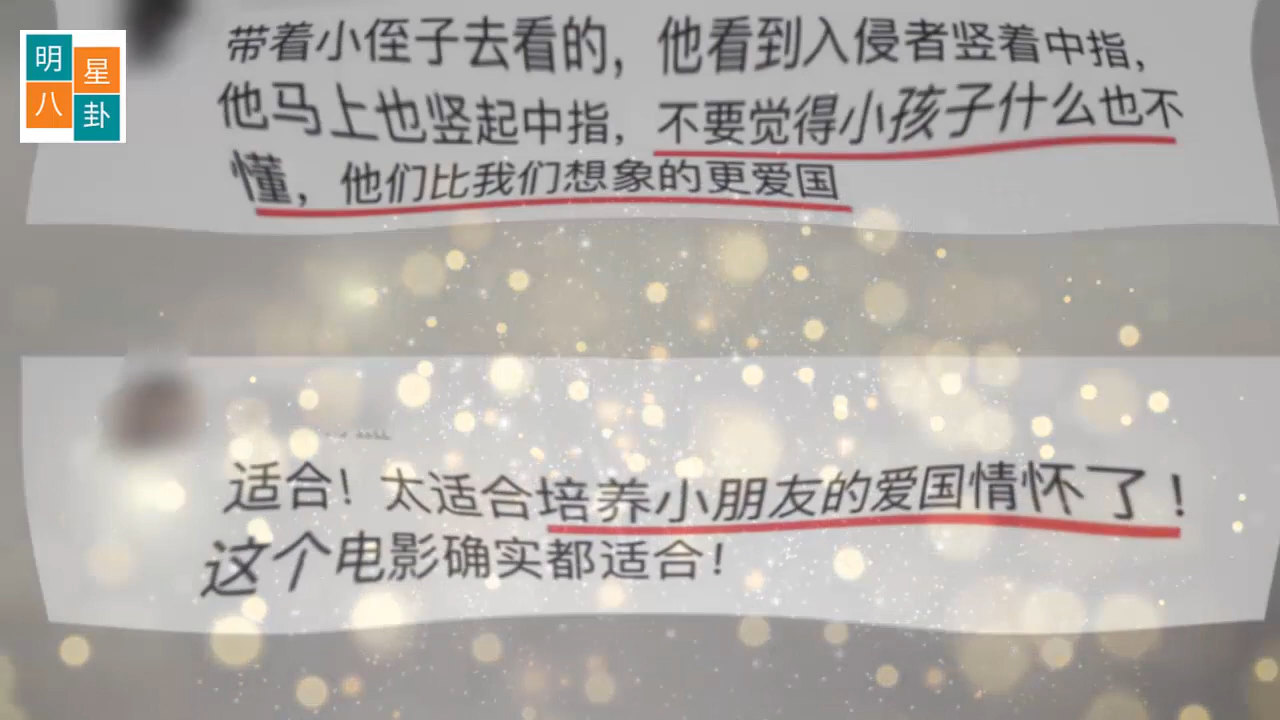 明星
八卦
带着小侄子去看的，他看到入侵者竖着中指，
他马上也竖起中指，不要觉得小孩子什么也不
懂，他们比我们想象的更爱国
适合！太适合培养小朋友的爱国情怀了！
这个电影确实都适合！